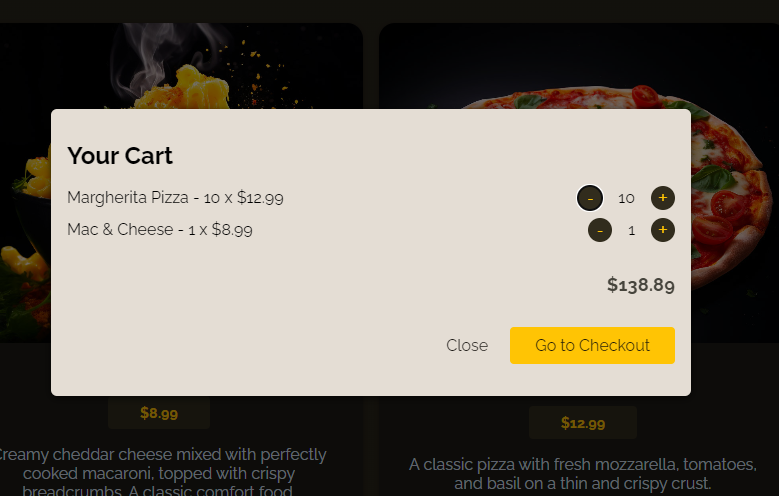 Your Cart
Margherita Pizza - 10 x $12.99
- 10 +
Mac & Cheese - 1 x $8.99
- 1 +
$138.89
Close
Go to Checkout
$8.99
Creamy cheddar cheese mixed with perfectly
cooked macaroni, topped with crispy
breadcrumbs. A classic comfort food.
$12.99
A classic pizza with fresh mozzarella, tomatoes,
and basil on a thin and crispy crust.